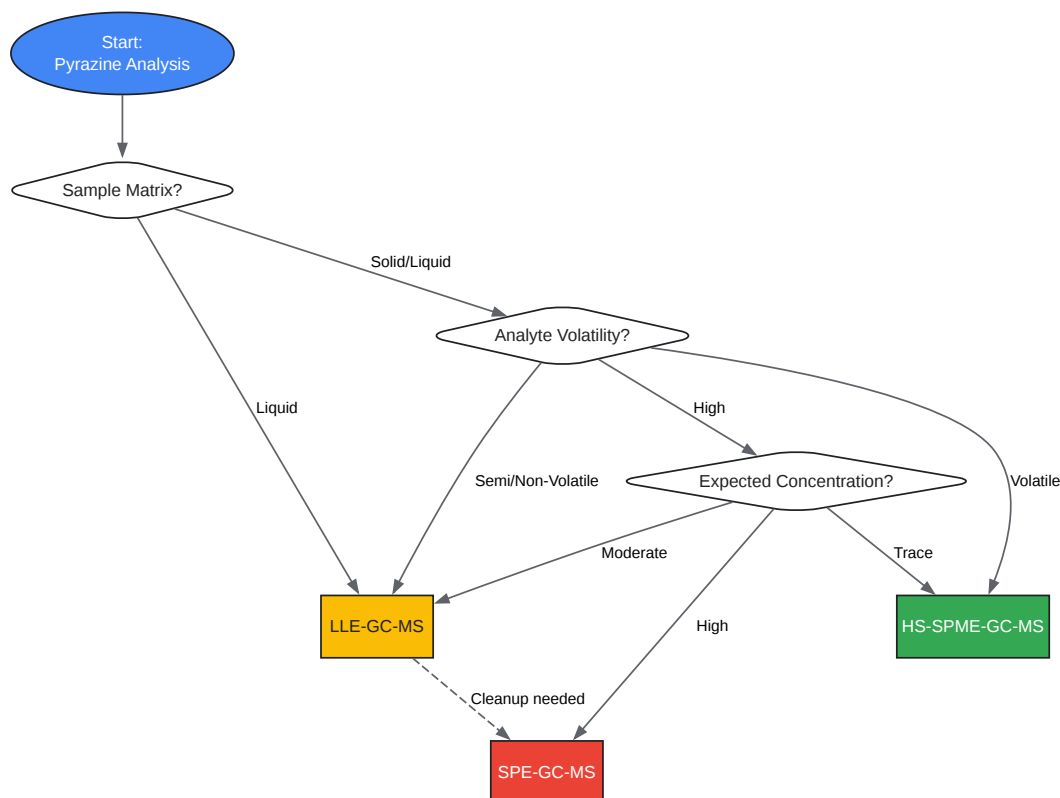 Start:
Pyrazine Analysis
Sample Matrix?
Solid/Liquid
Analyte Volatility?
Liquid
High
Semi/Non-Volatile
Expected Concentration?
Volatile
Moderate
Trace
LLE-GC-MS
High
HS-SPME-GC-MS
Cleanup needed
SPE-GC-MS